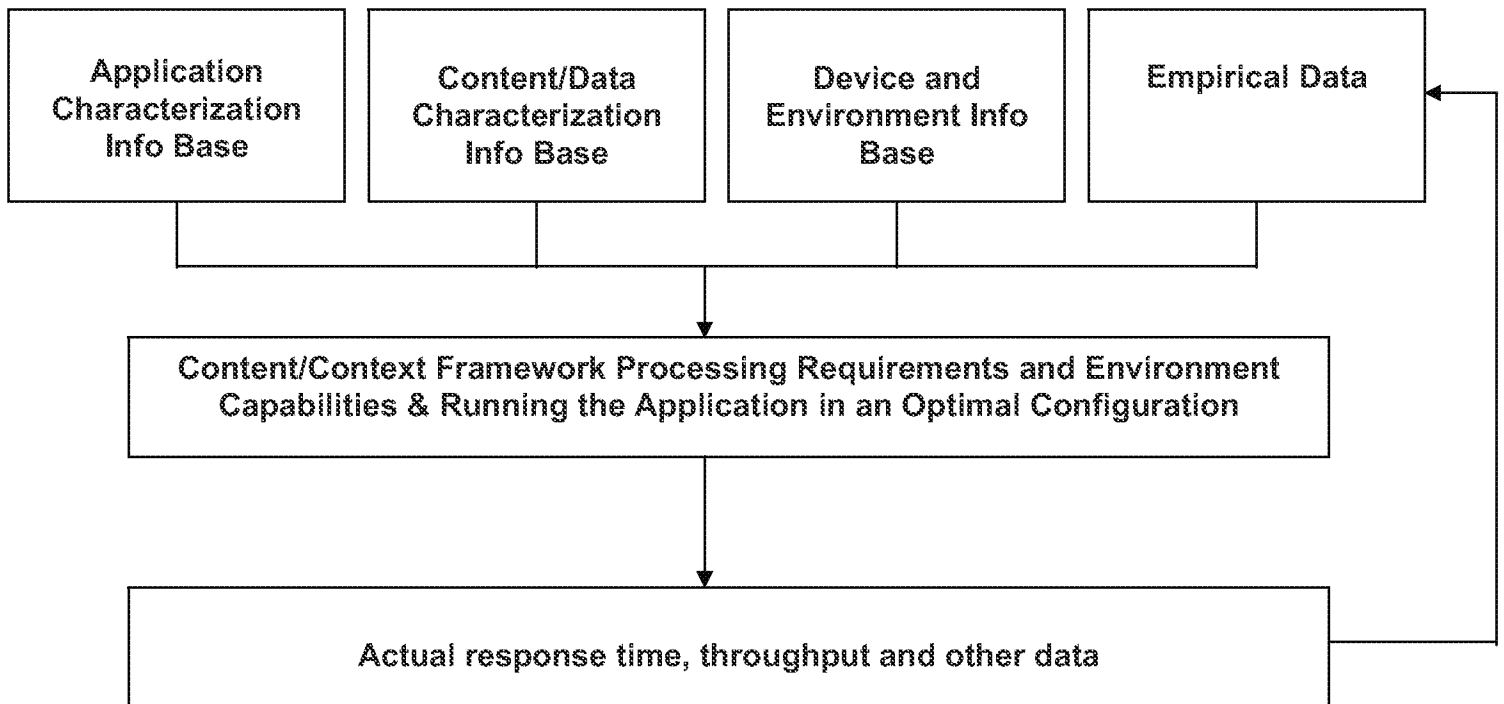 Application
Characterization
Info Base
Content/Data
Characterization
Info Base
Device and
Environment Info
Base
Empirical Data
Content/Context Framework Processing Requirements and Environment
Capabilities & Running the Application in an Optimal Configuration
Actual response time, throughput and other data